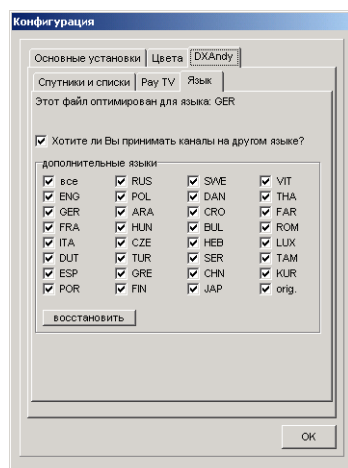 Конфигурация
Основные установки Цвета DXAndy
Спутники и списки Pay TV Язык
Этот файл оптимирован для языка: GER
Хотите ли Вы принимать каналы на другом языке?
дополнительные языки
все RUS SWE VIT
ENG POL DAN THA
GER ARA CRO FAR
FRA HUN BUL ROM
ITA CZE HEB LUX
DUT TUR SER TAM
ESP GRE CHN KUR
POR FIN JAP orig.
восстановить
OK